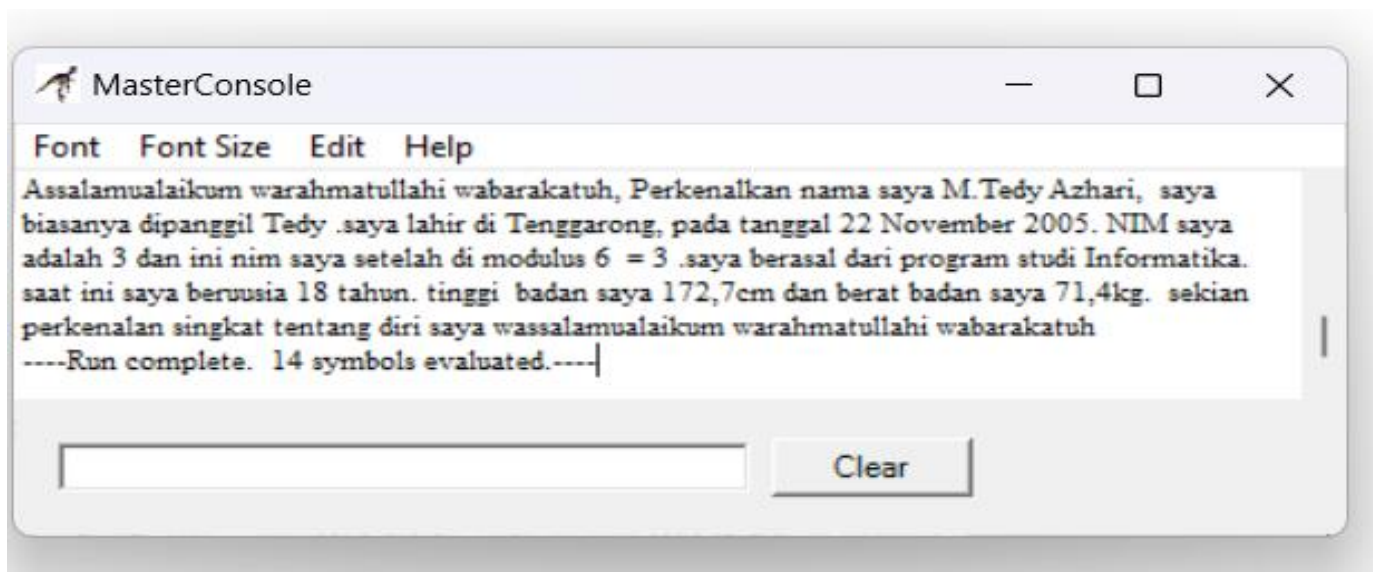 MasterConsole
Font Font Size Edit Help
Assalamualaikum warahmatullahi wabarakatuh, Perkenalkan nama saya M.Tedy Azhari,  saya
biasanya dipanggil Tedy .saya lahir di Tenggarong, pada tanggal 22 November 2005. NIM saya
adalah 3 dan ini nim saya setelah di modulus 6  = 3 .saya berasal dari program studi Informatika.
saat ini saya beruusia 18 tahun. tinggi  badan saya 172,7cm dan berat badan saya 71,4kg.  sekian
perkenalan singkat tentang diri saya wassalamualaikum warahmatullahi wabarakatuh
----Run complete.  14 symbols evaluated.----
Clear